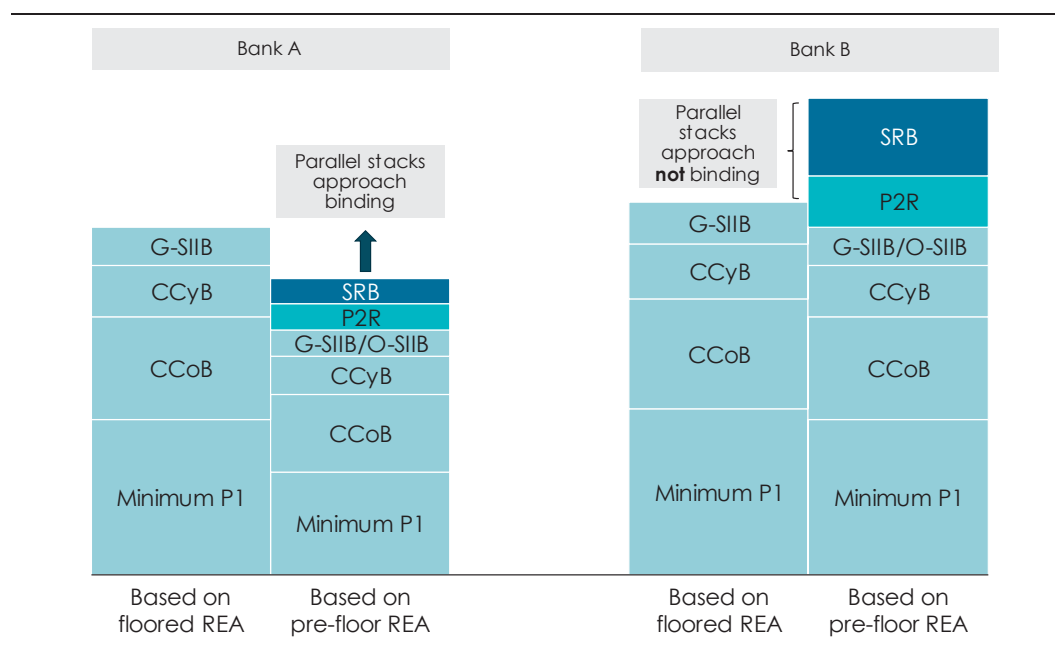 Bank A
Bank B
Parallel stacks
approach
binding
G-SIIB
CCyB
CCoB
Minimum P1
SRB
P2R
G-SIIB/O-SIIB
CCyB
CCoB
Minimum P1
Based on
floored REA
Based on
pre-floor REA
Parallel
stacks
approach
not binding
G-SIIB
CCyB
CCoB
Minimum P1
SRB
P2R
G-SIIB/O-SIIB
CCyB
CCoB
Minimum P1
Based on
floored REA
Based on
pre-floor REA